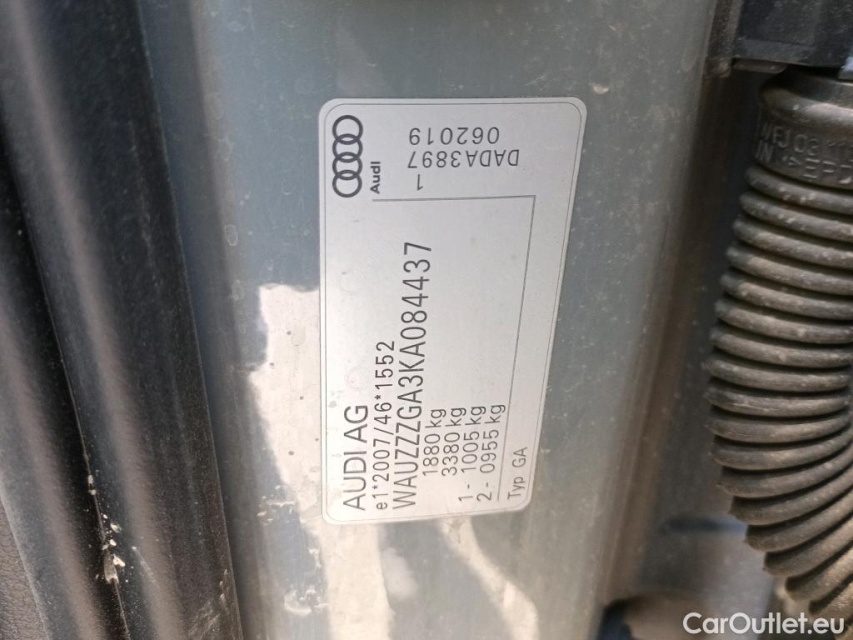 AUDI AG
e1*2007/46*1552
WAUZZZGA3KA084437
1880 kg
3380 kg
1 - 1005 kg
2 - 0955 kg
Typ GA
Audi
1
DADA3897
062019
CarOutlet.eu